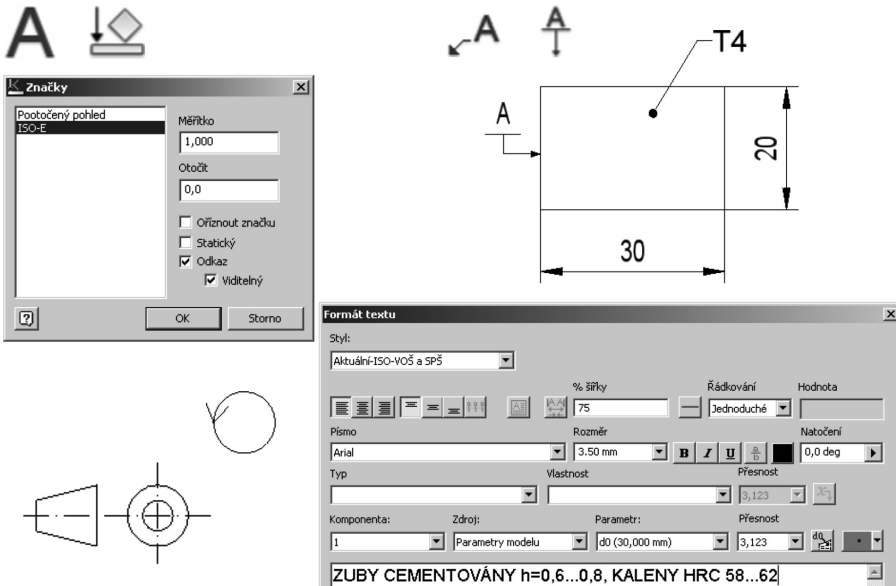 A
A
A
T4
A
20
30
Značky
Pootočený pohled
ISO-E
Měřítko
1,000
Otočit
0,0
Oříznout značku
Statický
Odkaz
Viditelný
OK
Storno
Formát textu
Styl:
Aktuální-ISO-VOŠ a SPŠ
% šířky
Řádkování
Hodnota
75
Jednoduché
Písmo
Rozměr
Natočení
Arial
3.50 mm
B I U
0,0 deg
Typ
Vlastnost
Přesnost
3,123
Komponenta:
Zdroj:
Parametr:
Přesnost
1
Parametry modelu
d0 (30,000 mm)
3,123
ZUBY CEMENTOVÁNY h=0,6...0,8, KALENY HRC 58...62